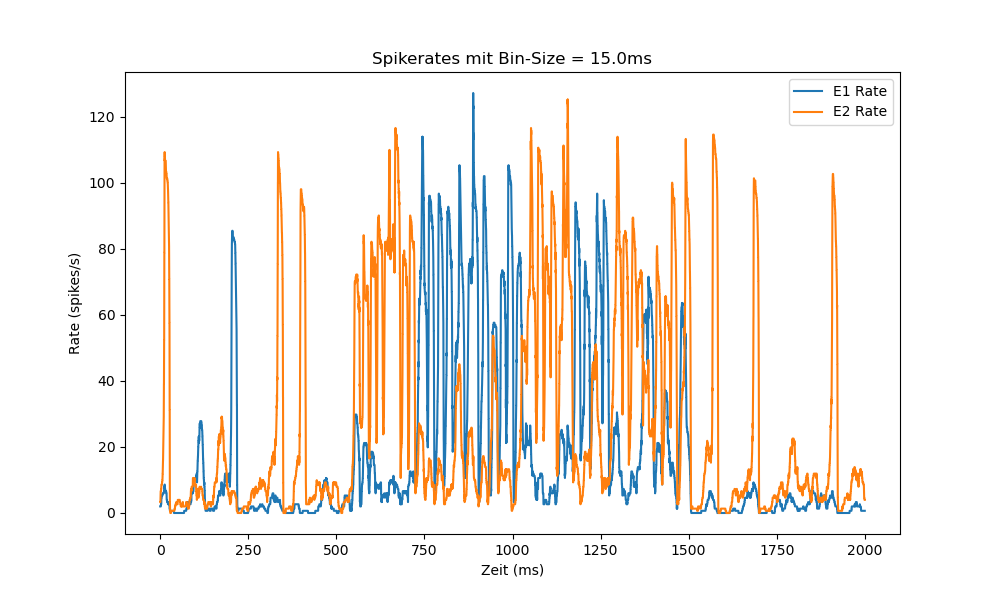 Spikerates mit Bin-Size = 15.0ms
E1 Rate
E2 Rate
Rate (spikes/s)
120
100
80
60
40
20
0
0 250 500 750 1000 1250 1500 1750 2000
Zeit (ms)